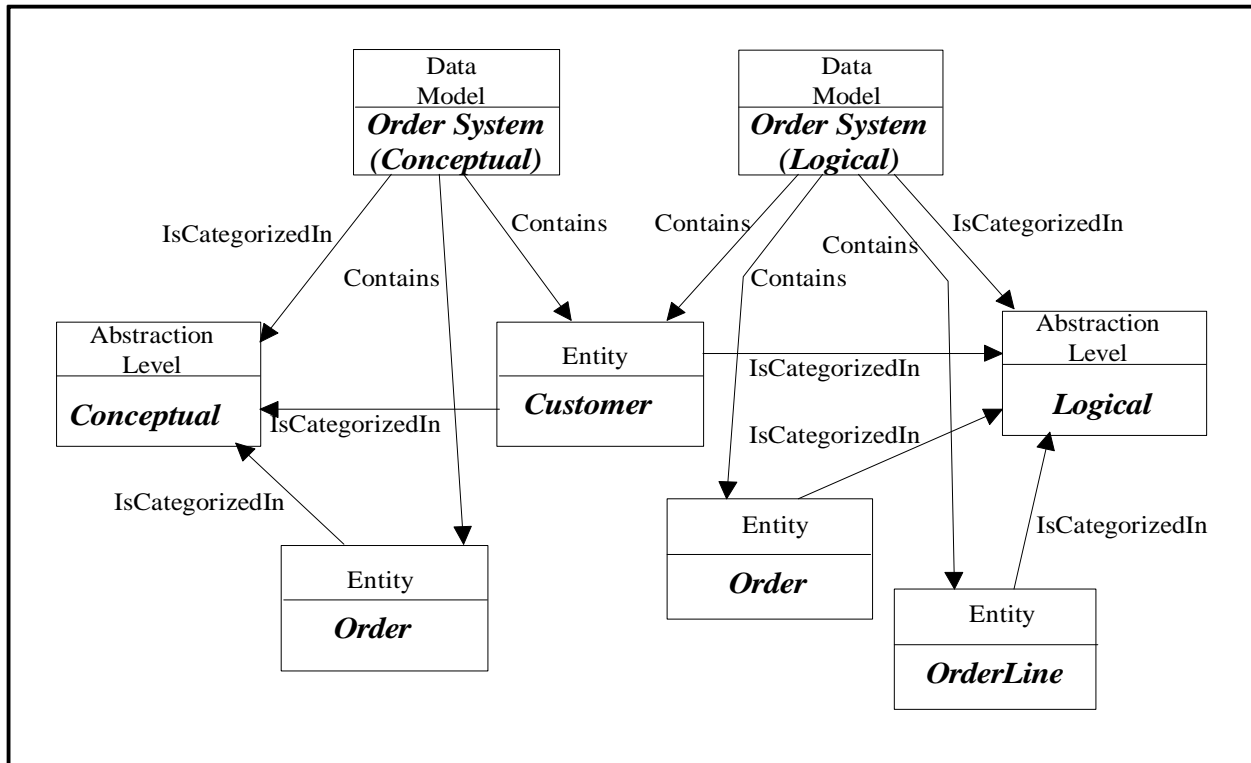 Data
Model
Order System
(Conceptual)
Data
Model
Order System
(Logical)
IsCategorizedIn
Contains
Contains
IsCategorizedIn
Contains
Contains
Contains
Abstraction
Level
Conceptual
Entity
Customer
Abstraction
Level
Logical
IsCategorizedIn
IsCategorizedIn
IsCategorizedIn
IsCategorizedIn
IsCategorizedIn
Entity
Order
Entity
Order
Entity
OrderLine